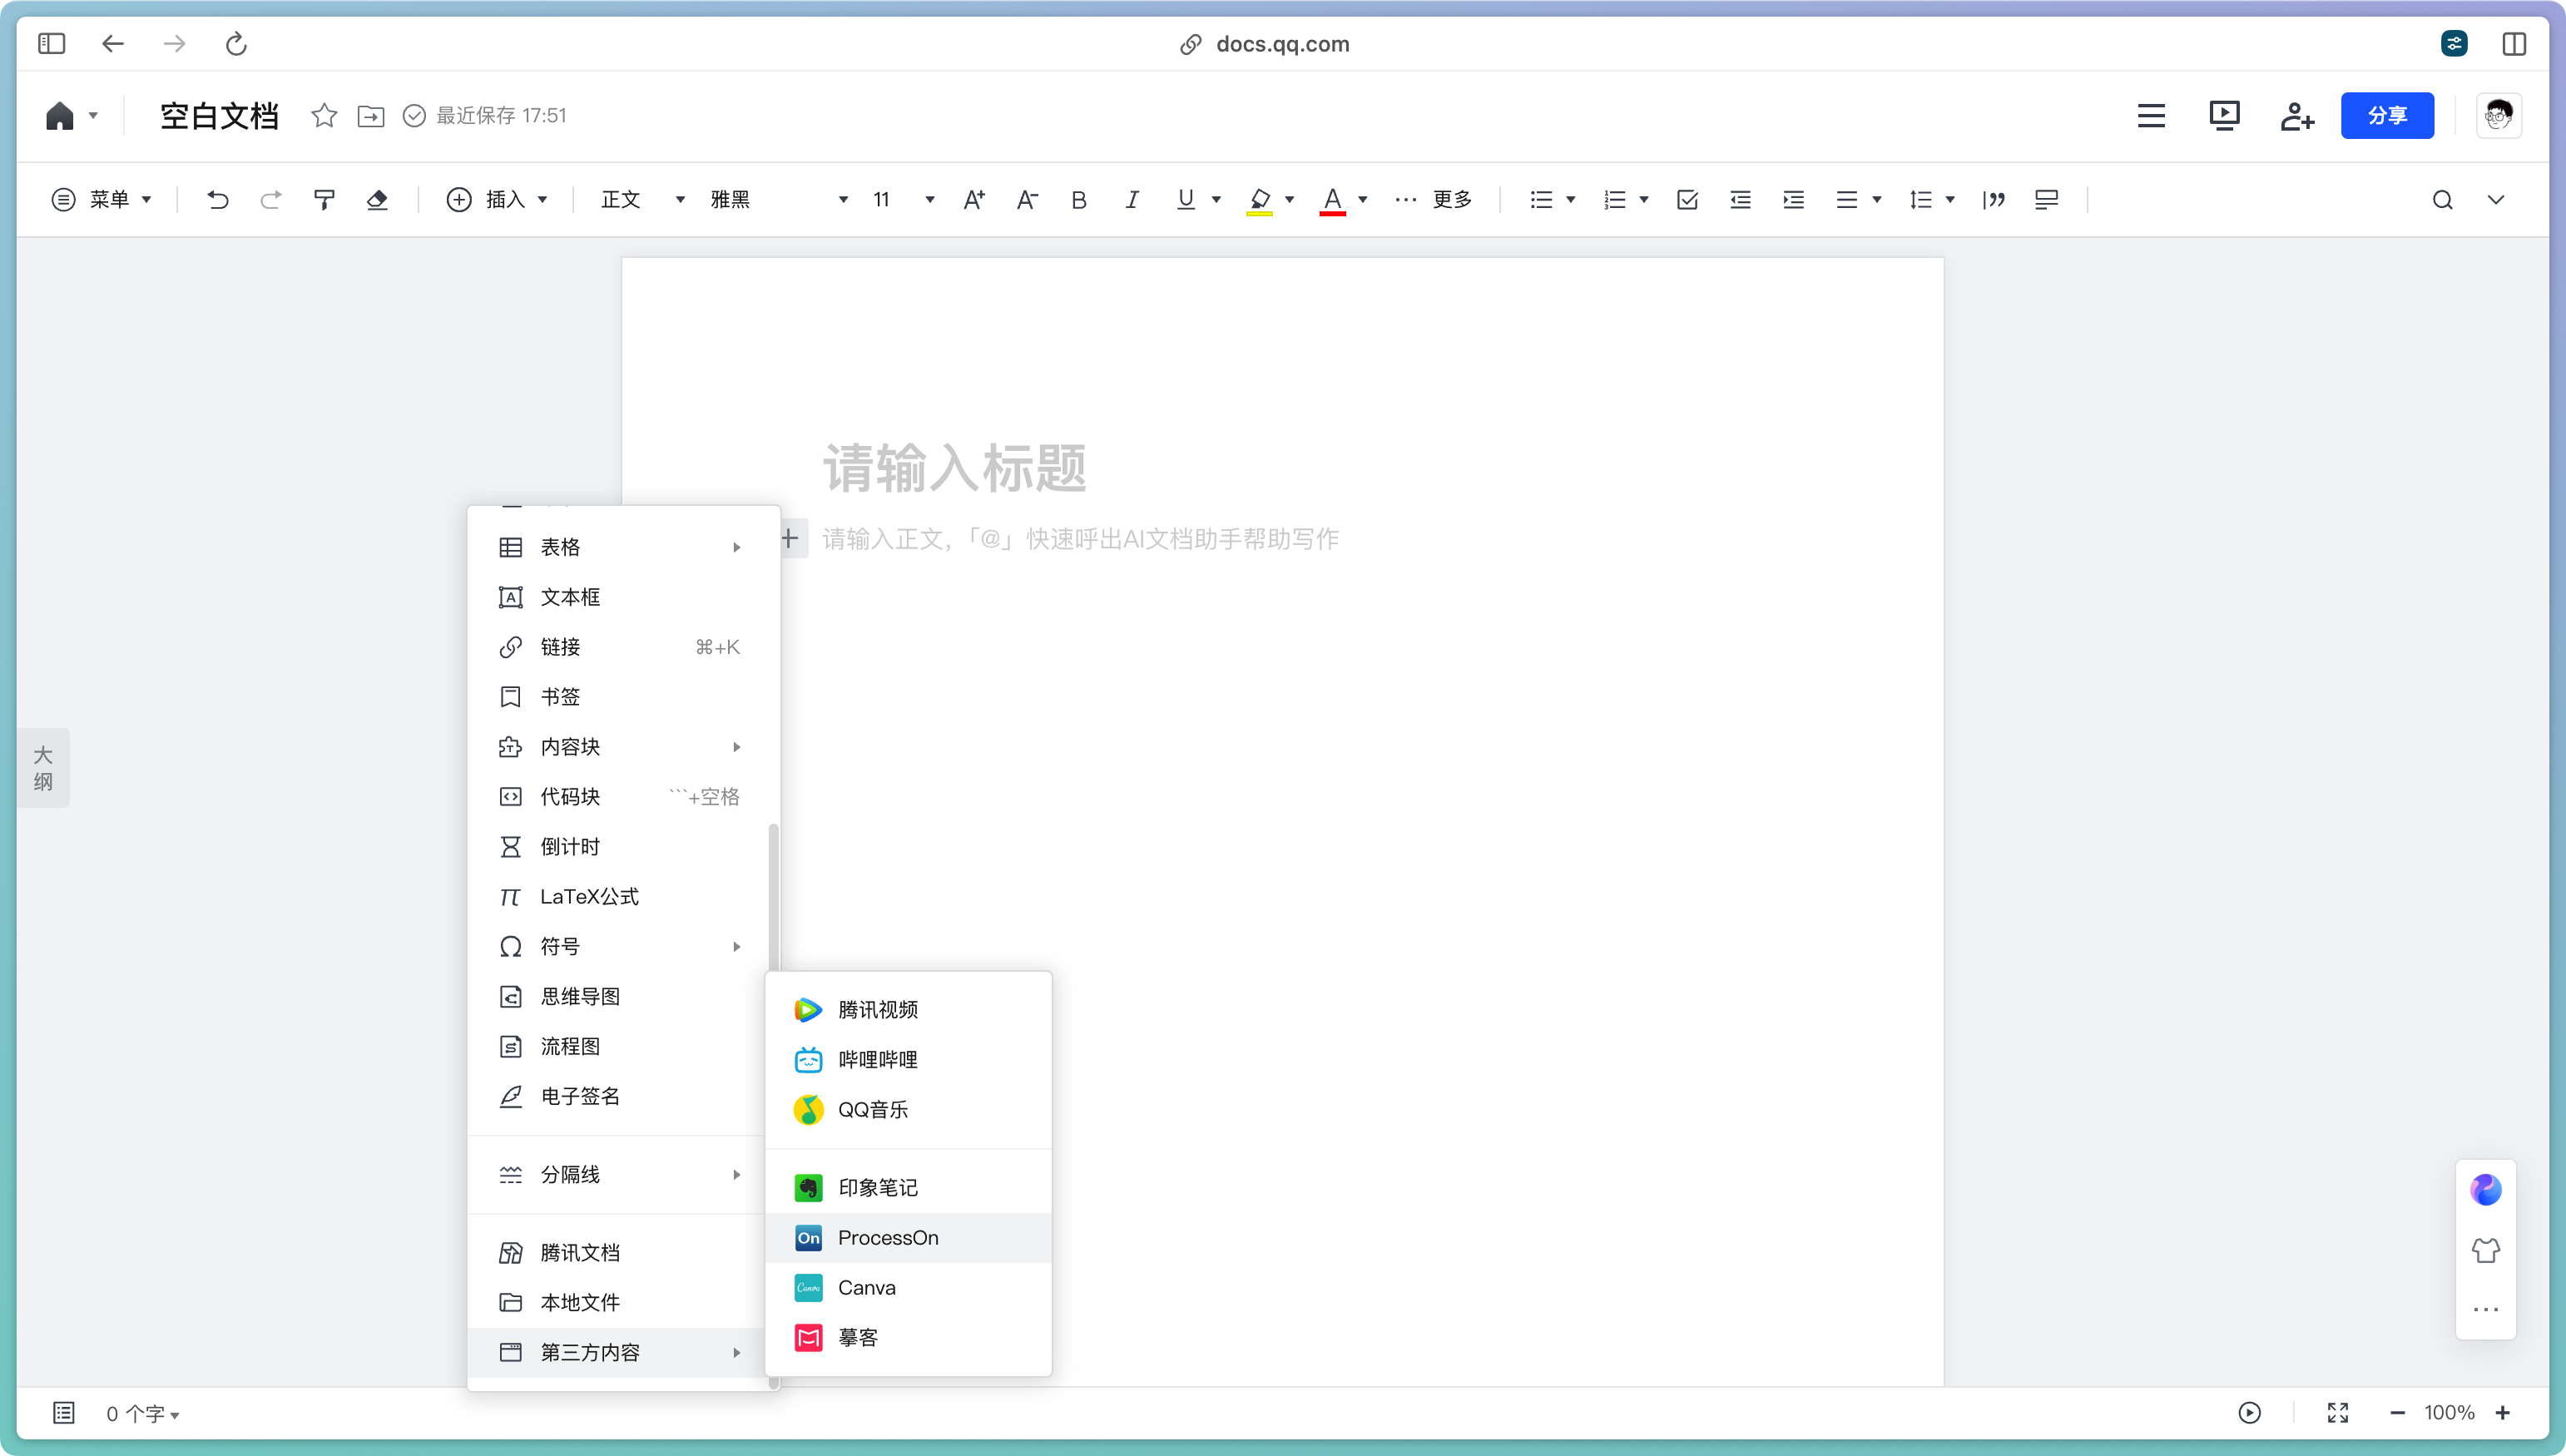 docs.qq.com
空白文档
最近保存 17:51
分享
菜单
插入
正文
雅黑
11
更多
请输入标题
请输入正文,「@」快速呼出AI文档助手帮助写作
大
纲
表格
文本框
链接 ⌘+K
书签
内容块
代码块 ```+空格
倒计时
LaTeX公式
符号
思维导图
流程图
电子签名
分隔线
腾讯文档
本地文件
第三方内容
腾讯视频
哔哩哔哩
QQ音乐
印象笔记
On ProcessOn
Canva Canva
摹客
0 个字
100%